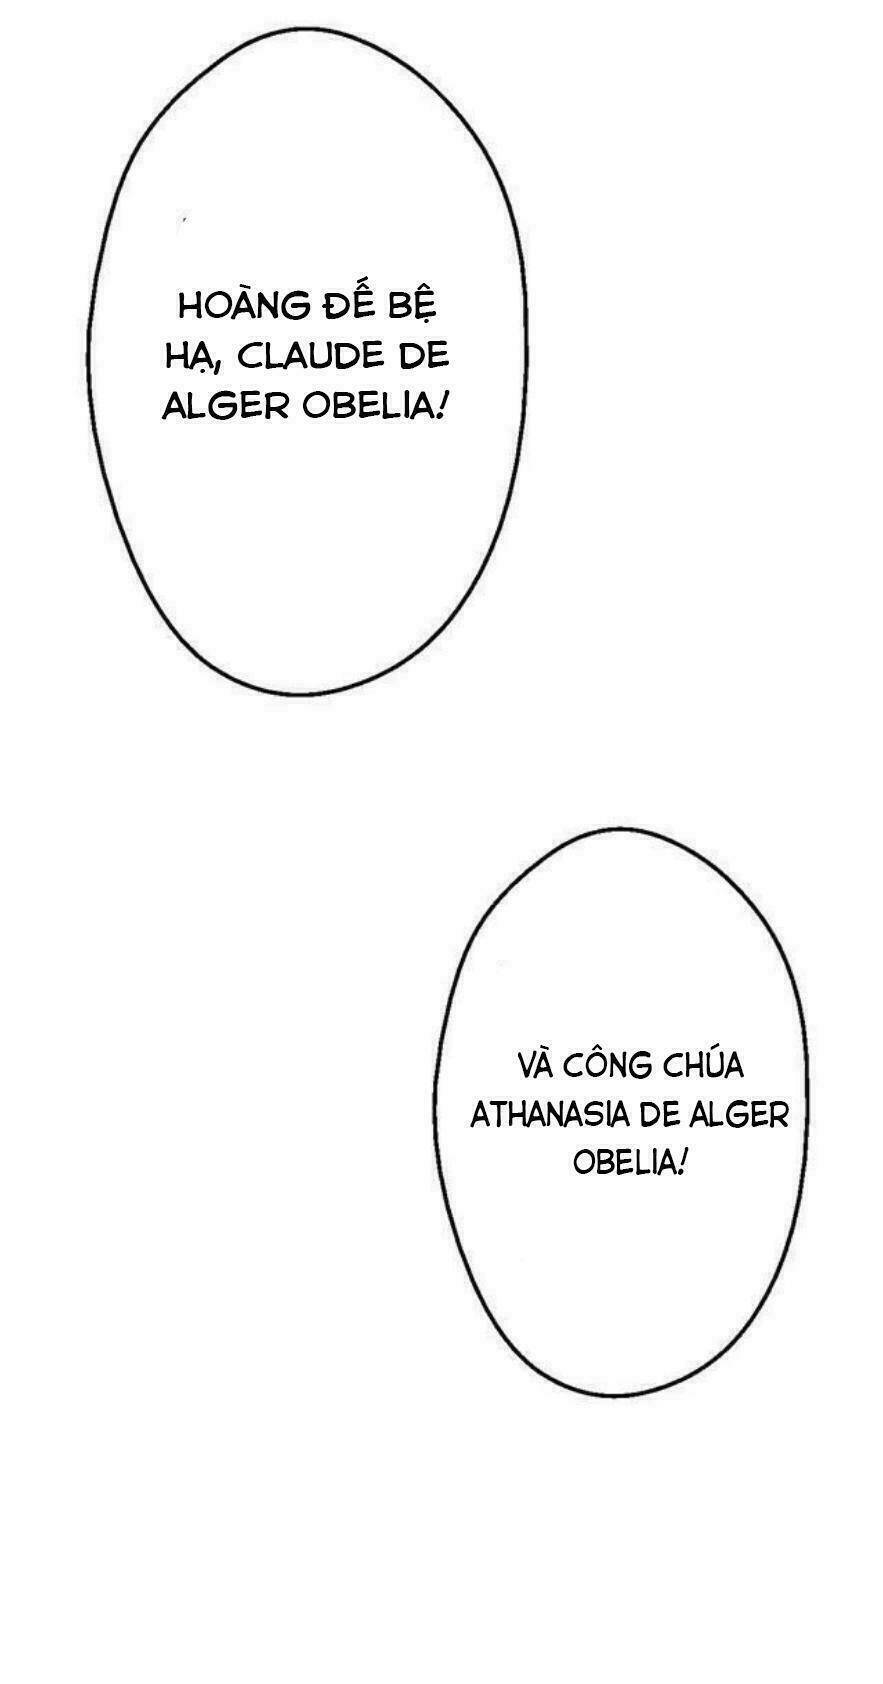 HOÀNG ĐẾ BỆ
HẠ, CLAUDE DE
ALGER OBELIA!
VÀ CÔNG CHÚA
ATHANASIA DE ALGER
OBELIA!